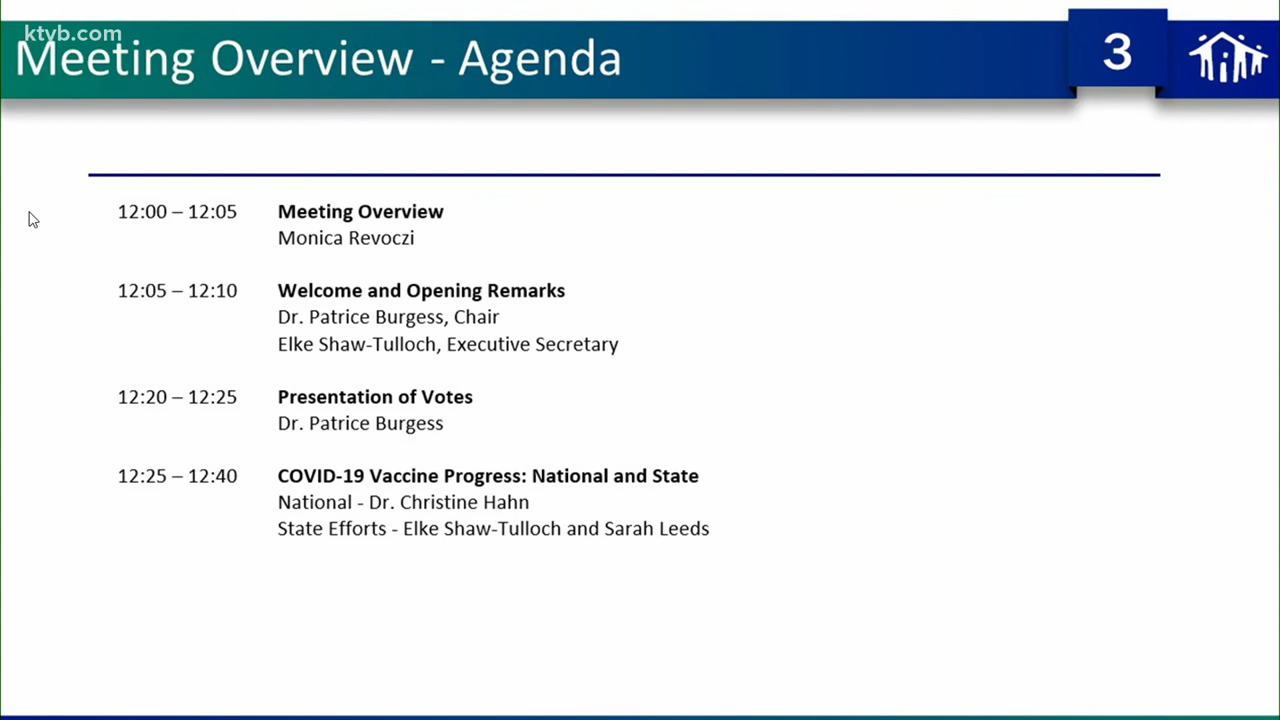 ktvb.com
Meeting Overview - Agenda
3
12:00 – 12:05 Meeting Overview
Monica Revoczi
12:05 – 12:10 Welcome and Opening Remarks
Dr. Patrice Burgess, Chair
Elke Shaw-Tulloch, Executive Secretary
12:20 – 12:25 Presentation of Votes
Dr. Patrice Burgess
12:25 – 12:40 COVID-19 Vaccine Progress: National and State
National - Dr. Christine Hahn
State Efforts - Elke Shaw-Tulloch and Sarah Leeds